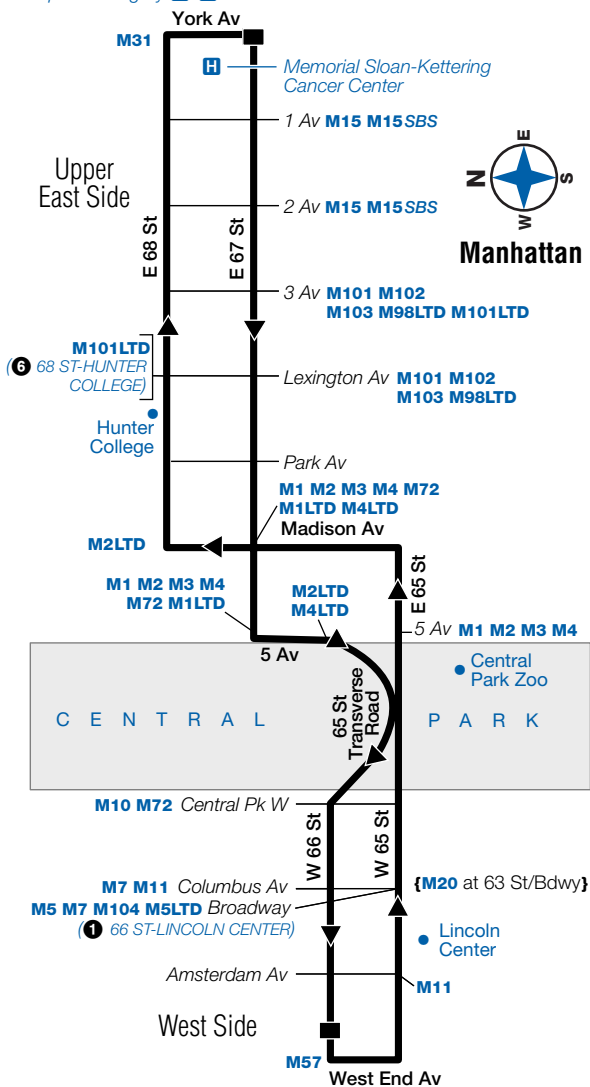 York Av
M31
H
Memorial Sloan-Kettering
Cancer Center
1 Av M15 M15SBS
Upper
East Side
N
E
S
W
Manhattan
2 Av M15 M15SBS
E 68 St
E 67 St
3 Av M101 M102
M103 M98LTD M101LTD
M101LTD
(6 68 ST-HUNTER
COLLEGE)
Lexington Av M101 M102
M103 M98LTD
Hunter
College
Park Av
M1 M2 M3 M4 M72
M1LTD M4LTD
Madison Av
M2LTD
E 65 St
M1 M2 M3 M4
M72 M1LTD
M2LTD
M4LTD
5 Av M1 M2 M3 M4
5 Av
Central
Park Zoo
CENTRAL
PARK
65 St
Transverse
Road
M10 M72 Central Pk W
W 66 St
W 65 St
M7 M11 Columbus Av
{M20 at 63 St/Bdwy}
M5 M7 M104 M5LTD Broadway
(1 66 ST-LINCOLN CENTER)
Lincoln
Center
Amsterdam Av
M11
West Side
M57
West End Av